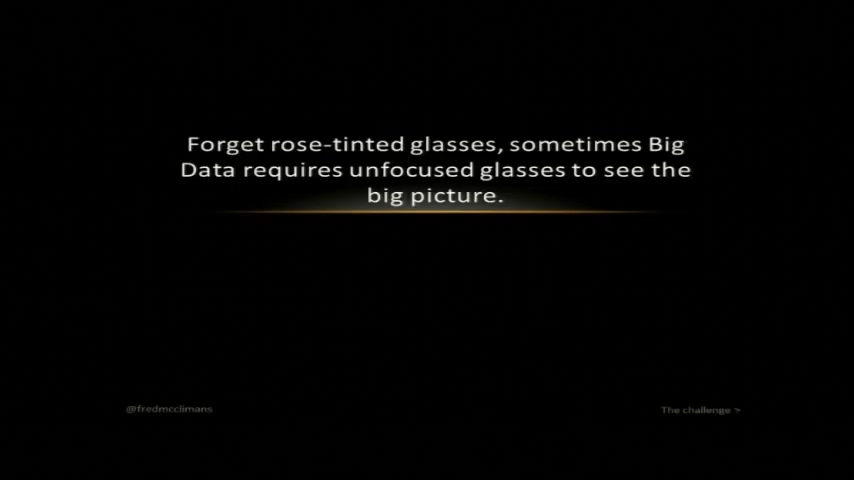 Forget rose-tinted glasses, sometimes Big
Data requires unfocused glasses to see the
big picture.
@fredmcclimans
The challenge >